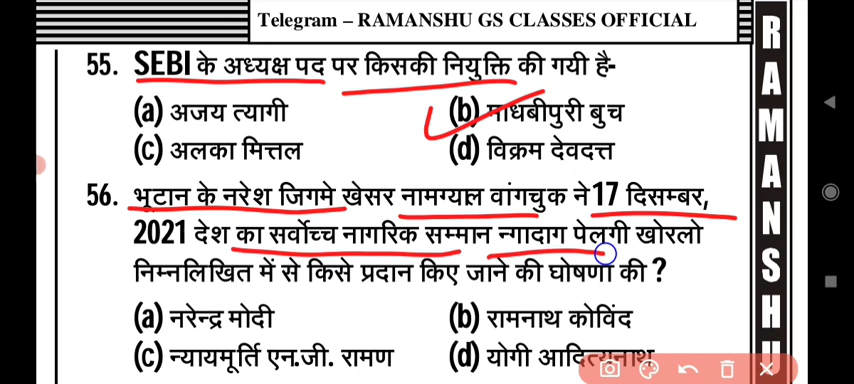 Telegram – RAMANSHU GS CLASSES OFFICIAL
55. SEBI के अध्यक्ष पद पर किसकी नियुक्ति की गयी है-
(a) अजय त्यागी (b) माधबीपुरी बुच
(c) अलका मित्तल (d) विक्रम देवदत्त
56. भूटान के नरेश जिगमे खेसर नामग्याल वांगचुक ने 17 दिसम्बर,
2021 देश का सर्वोच्च नागरिक सम्मान न्गादाग पेलगी खोरलो
निम्नलिखित में से किसे प्रदान किए जाने की घोषणा की ?
(a) नरेन्द्र मोदी (b) रामनाथ कोविंद
(c) न्यायमूर्ति एन.जी. रामण (d) योगी आदित्यनाथ
RAMANSHU